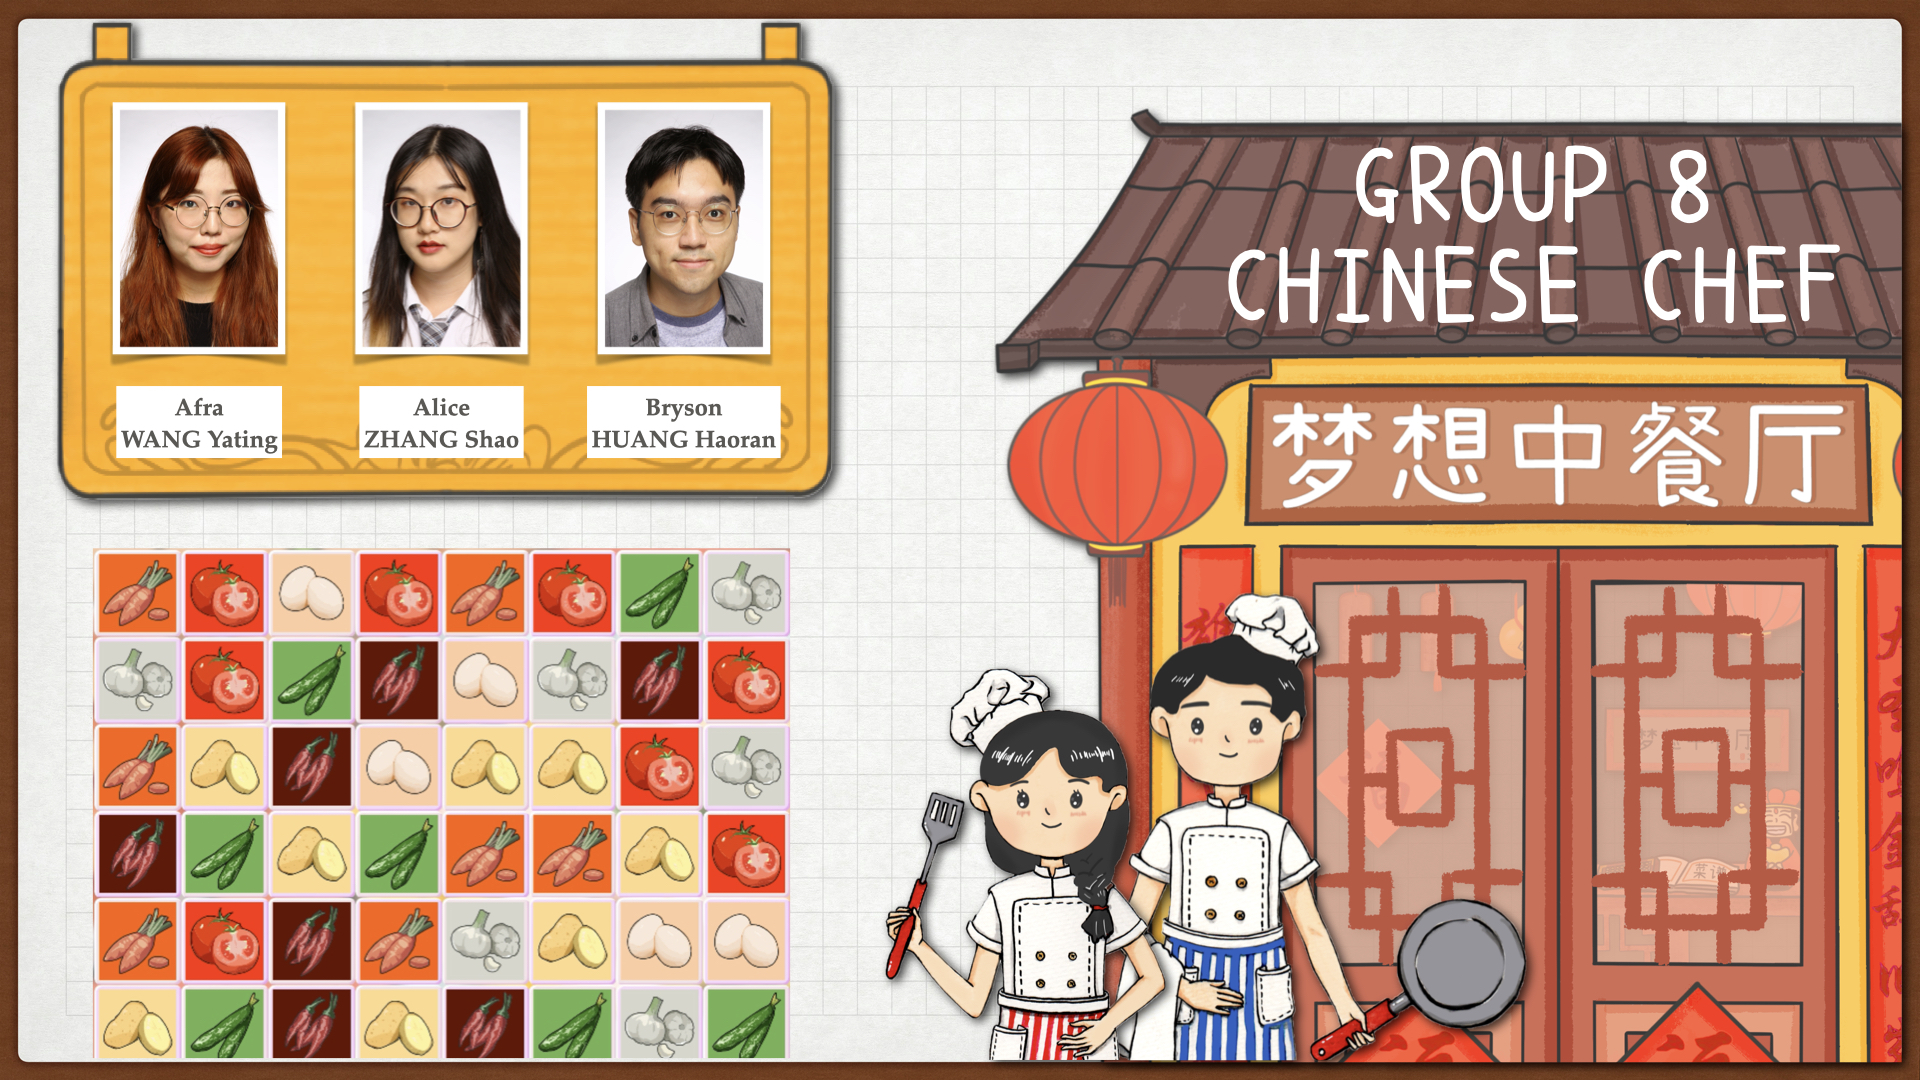 Afra
WANG Yating
Alice
ZHANG Shao
Bryson
HUANG Haoran
GROUP 8
CHINESE CHEF
梦想中餐厅